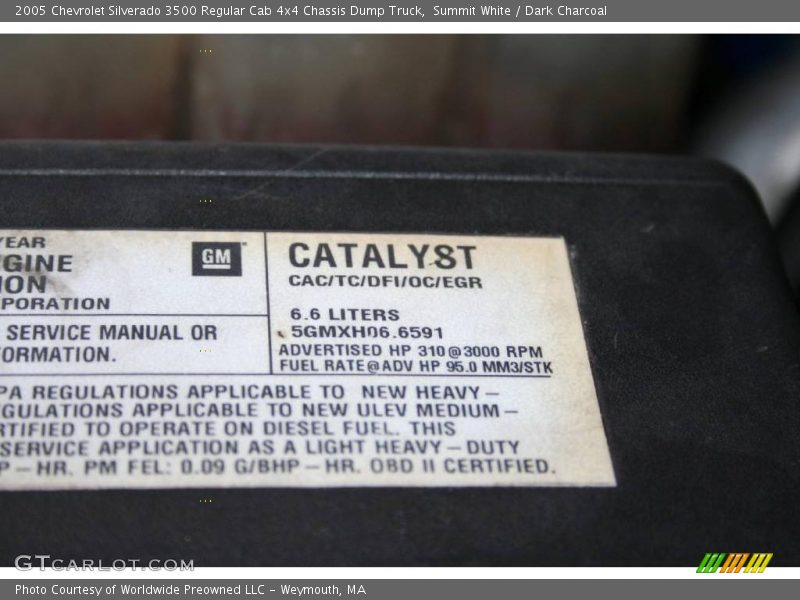 2005 Chevrolet Silverado 3500 Regular Cab 4x4 Chassis Dump Truck,  Summit White / Dark Charcoal
YEAR
GINE
ION
PORATION
GM
CATALYST
CAC/TC/DFI/OC/EGR
6.6 LITERS
5GMXH06.6591
ADVERTISED HP 310@3000 RPM
FUEL RATE@ADV HP 95.0 MM3/STK
SERVICE MANUAL OR
ORMATION.
PA REGULATIONS APPLICABLE TO NEW HEAVY –
GULATIONS APPLICABLE TO NEW ULEV MEDIUM –
RTIFIED TO OPERATE ON DIESEL FUEL. THIS
SERVICE APPLICATION AS A LIGHT HEAVY – DUTY
P – HR. PM FEL: 0.09 G/BHP – HR. OBD II CERTIFIED.
GTCARLOT.COM
Photo Courtesy of Worldwide Preowned LLC - Weymouth, MA